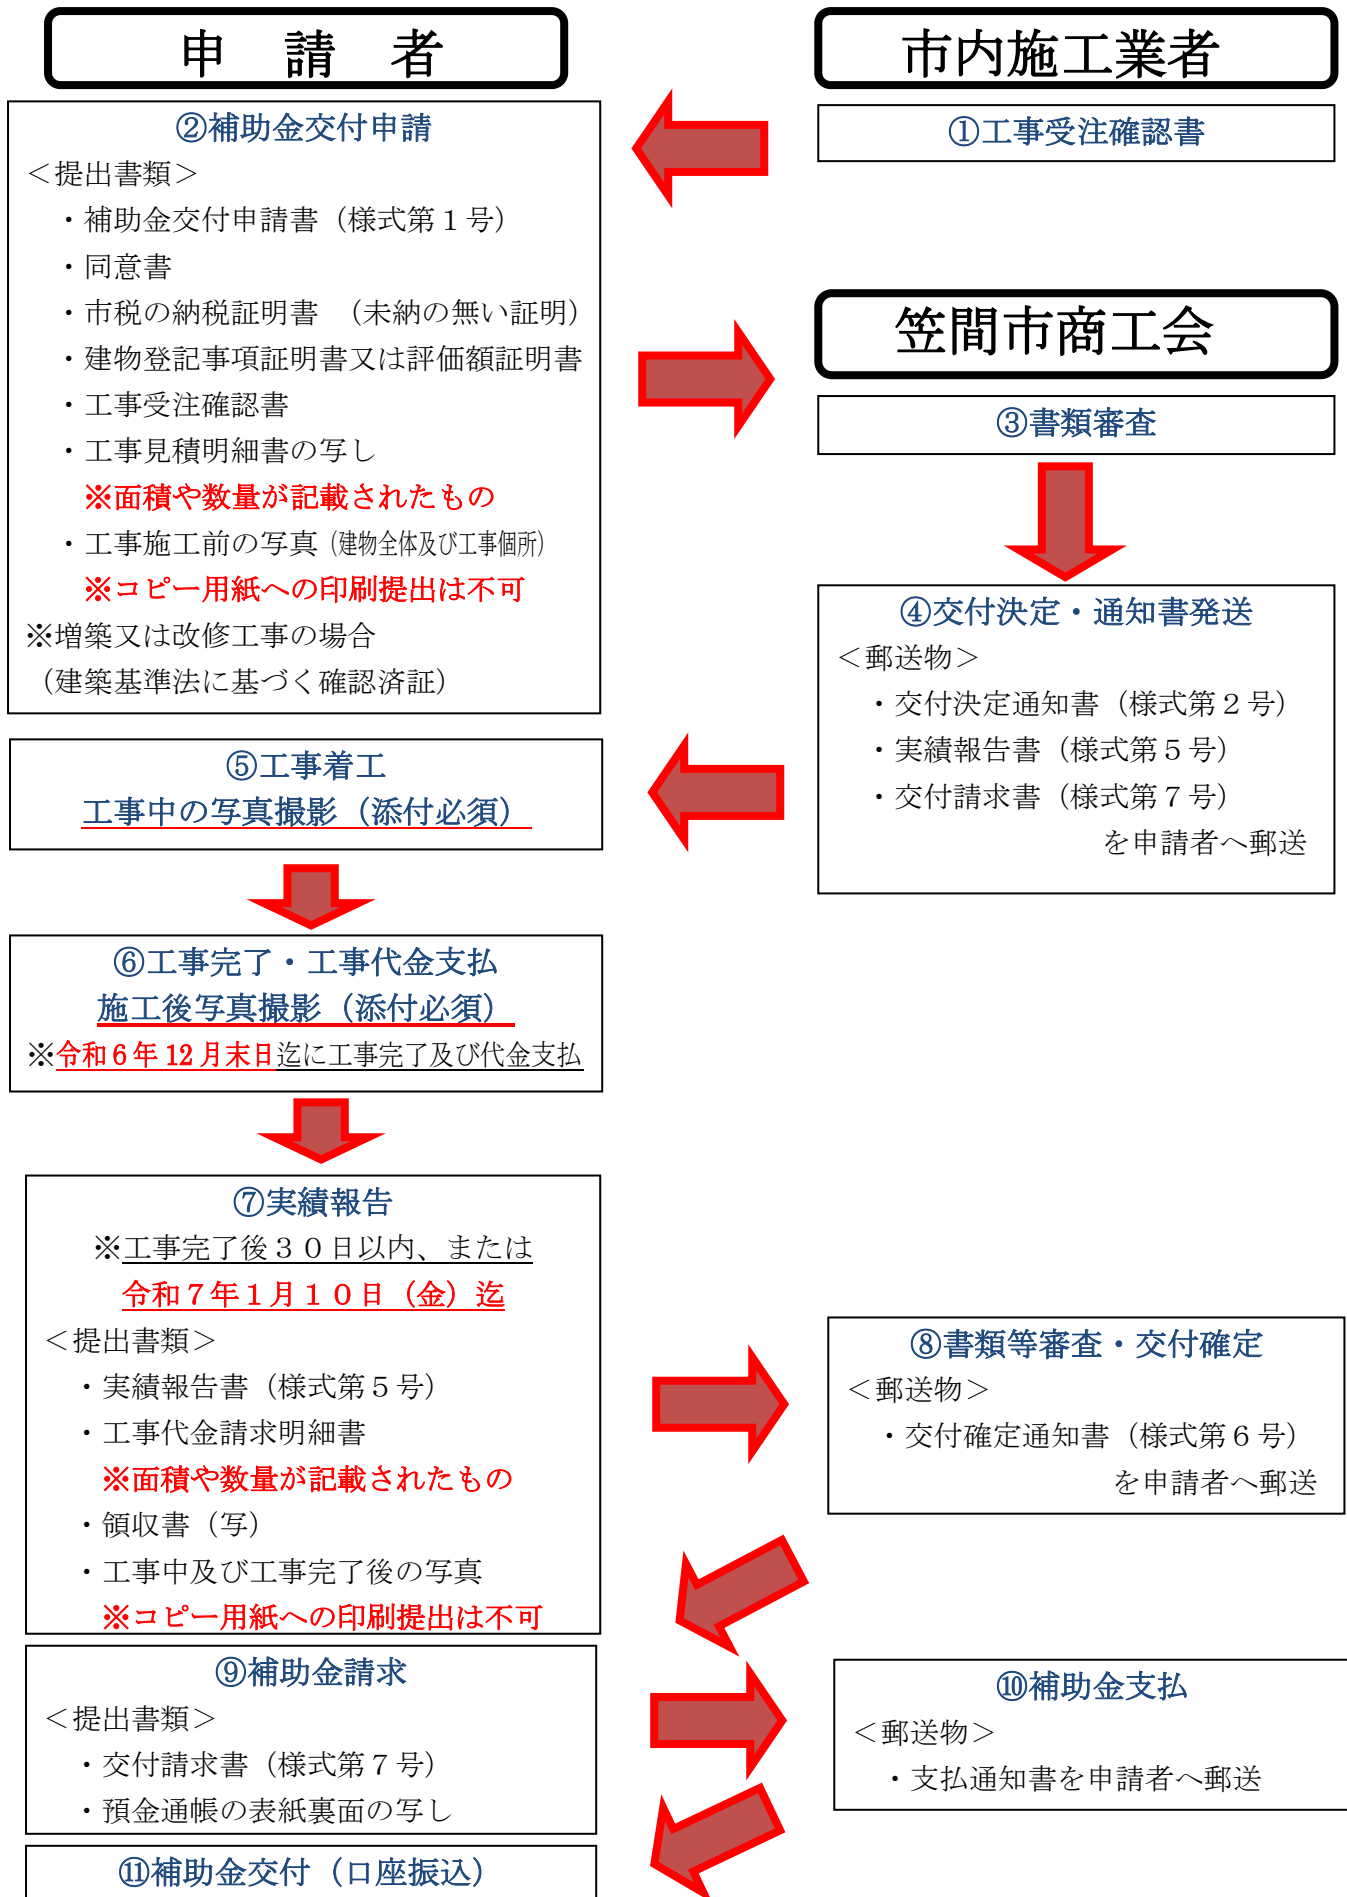 申　請　者
市内施工業者
①工事受注確認書
②補助金交付申請
＜提出書類＞
・補助金交付申請書（様式第１号）
・同意書
・市税の納税証明書　（未納の無い証明）
・建物登記事項証明書又は評価額証明書
・工事受注確認書
・工事見積明細書の写し
※面積や数量が記載されたもの
・工事施工前の写真（建物全体及び工事個所）
※コピー用紙への印刷提出は不可
※増築又は改修工事の場合
（建築基準法に基づく確認済証）
笠間市商工会
③書類審査
④交付決定・通知書発送
＜郵送物＞
・交付決定通知書（様式第２号）
・実績報告書（様式第５号）
・交付請求書（様式第７号）
を申請者へ郵送
⑤工事着工
工事中の写真撮影（添付必須）
⑥工事完了・工事代金支払
施工後写真撮影（添付必須）
※令和６年 12 月末日迄に工事完了及び代金支払
⑦実績報告
※工事完了後３０日以内、または
令和７年１月１０日（金）迄
＜提出書類＞
・実績報告書（様式第５号）
・工事代金請求明細書
※面積や数量が記載されたもの
・領収書（写）
・工事中及び工事完了後の写真
※コピー用紙への印刷提出は不可
⑧書類等審査・交付確定
＜郵送物＞
・交付確定通知書（様式第６号）
を申請者へ郵送
⑨補助金請求
＜提出書類＞
・交付請求書（様式第７号）
・預金通帳の表紙裏面の写し
⑩補助金支払
＜郵送物＞
・支払通知書を申請者へ郵送
⑪補助金交付（口座振込）